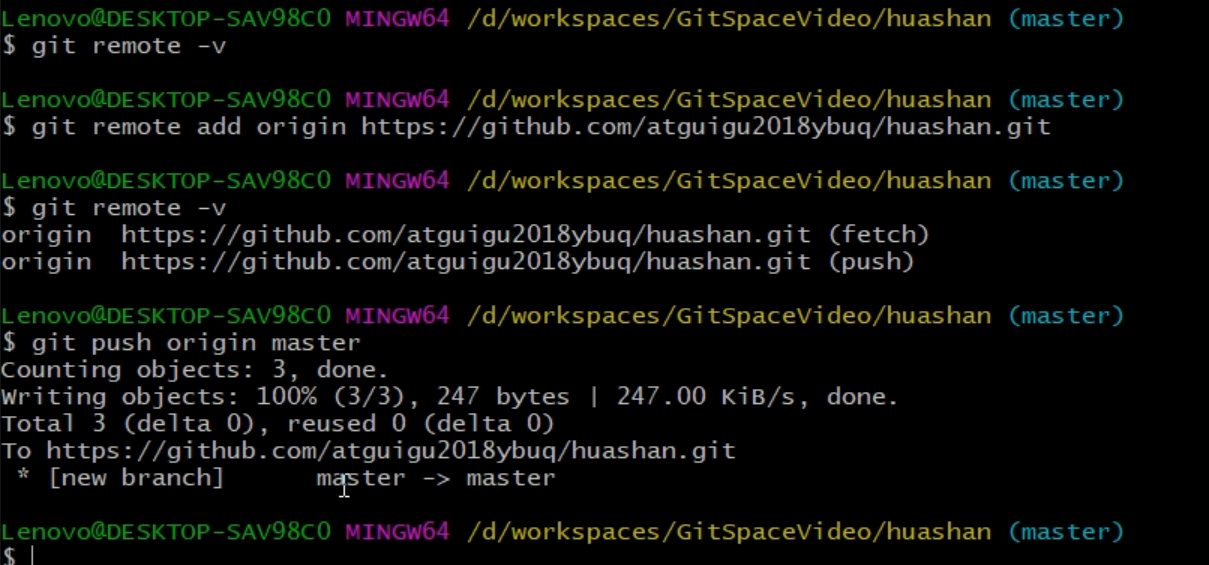 Lenovo@DESKTOP-SAV98C0 MINGW64 /d/workspaces/GitSpaceVideo/huashan (master)
$ git remote -v
Lenovo@DESKTOP-SAV98C0 MINGW64 /d/workspaces/GitSpaceVideo/huashan (master)
$ git remote add origin https://github.com/atguigu2018ybuq/huashan.git
Lenovo@DESKTOP-SAV98C0 MINGW64 /d/workspaces/GitSpaceVideo/huashan (master)
$ git remote -v
origin  https://github.com/atguigu2018ybuq/huashan.git (fetch)
origin  https://github.com/atguigu2018ybuq/huashan.git (push)
Lenovo@DESKTOP-SAV98C0 MINGW64 /d/workspaces/GitSpaceVideo/huashan (master)
$ git push origin master
Counting objects: 3, done.
Writing objects: 100% (3/3), 247 bytes | 247.00 KiB/s, done.
Total 3 (delta 0), reused 0 (delta 0)
To https://github.com/atguigu2018ybuq/huashan.git
 * [new branch]      master -> master
Lenovo@DESKTOP-SAV98C0 MINGW64 /d/workspaces/GitSpaceVideo/huashan (master)
$